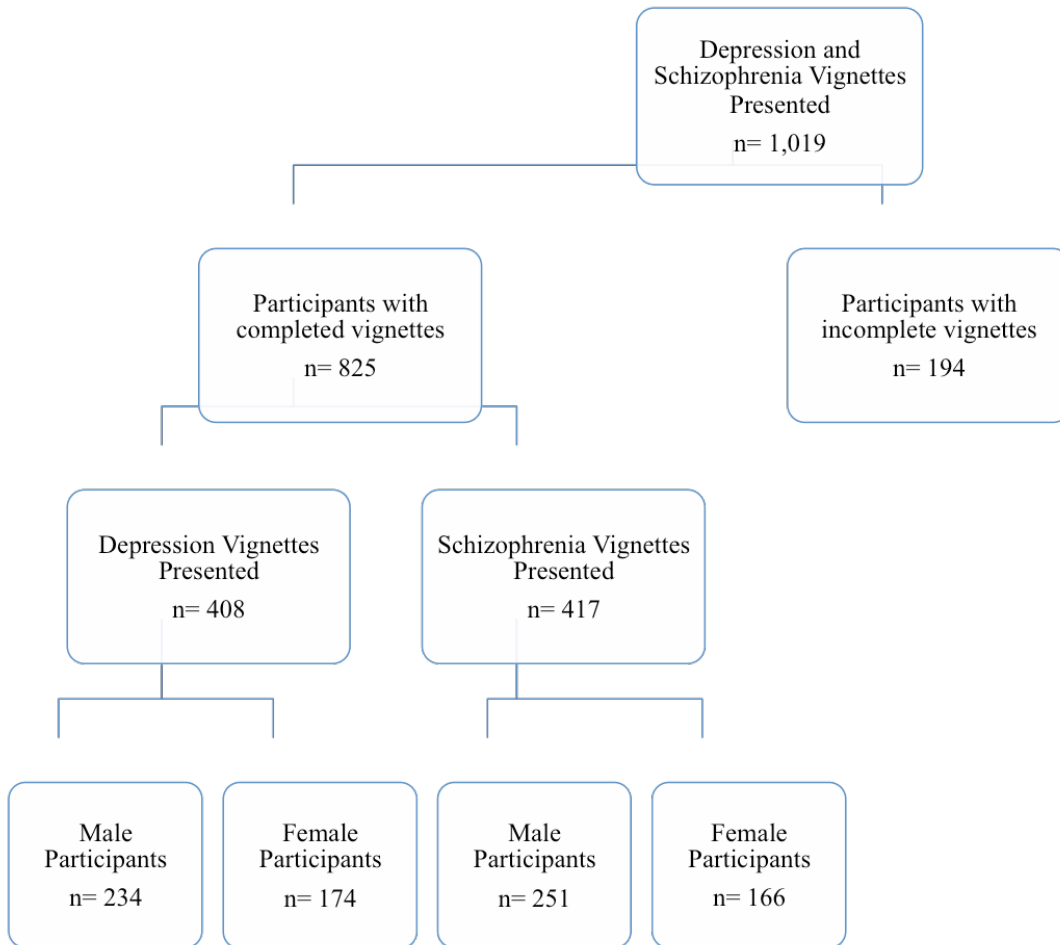 Depression and
Schizophrenia Vignettes
Presented
n= 1,019
Participants with
completed vignettes
n= 825
Participants with
incomplete vignettes
n= 194
Depression Vignettes
Presented
n= 408
Schizophrenia Vignettes
Presented
n= 417
Male
Participants
n= 234
Female
Participants
n= 174
Male
Participants
n= 251
Female
Participants
n= 166